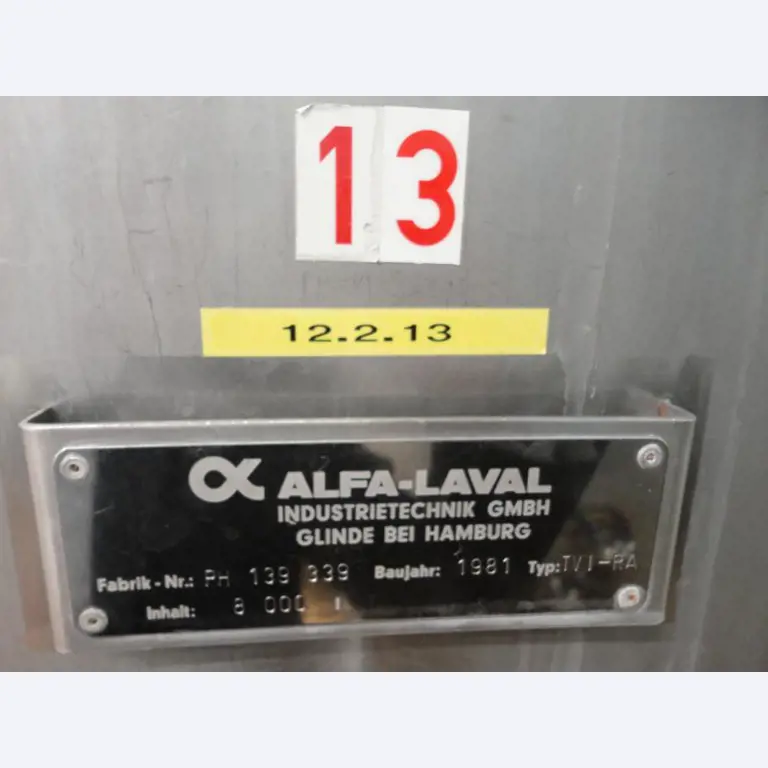 13
12.2.13
ALFA-LAVAL
INDUSTRIETECHNIK GMBH
GLINDE BEI HAMBURG
Fabrik-Nr.: PH 139 339 Baujahr: 1981 Typ: TVI-RA
Inhalt: 8 000 l